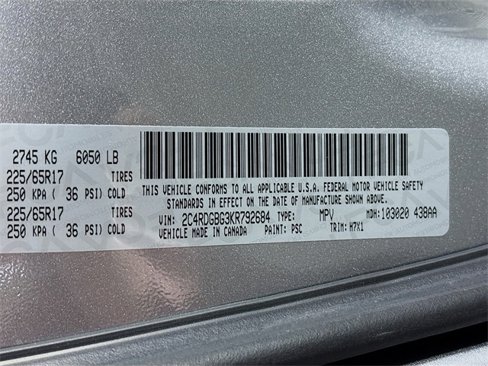 2745 KG 6050 LB
225/65R17 TIRES
250 KPA ( 36 PSI) COLD
225/65R17 TIRES
250 KPA ( 36 PSI) COLD
THIS VEHICLE CONFORMS TO ALL APPLICABLE U.S.A. FEDERAL MOTOR VEHICLE SAFETY
STANDARDS IN EFFECT ON THE DATE OF MANUFACTURE SHOWN ABOVE.
VIN: 2C4RDGBG3KR792684 TYPE: MPV MDH: 103020 438AA
VEHICLE MADE IN CANADA PAINT: PSC TRIM: H7X1